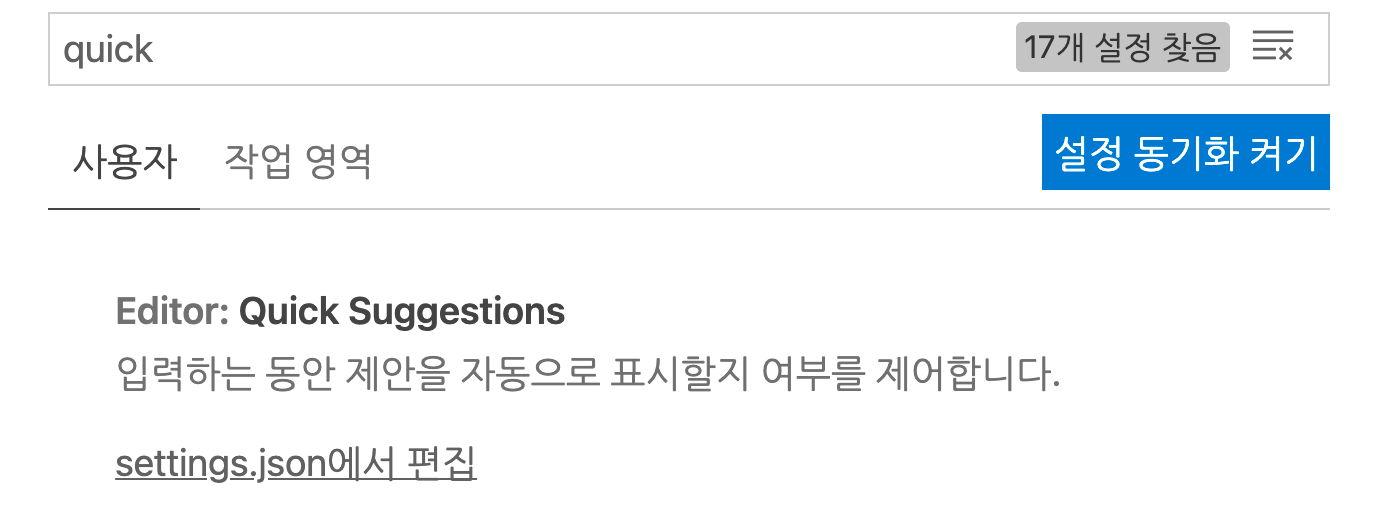 quick
17개 설정 찾음
사용자
작업 영역
설정 동기화 켜기
Editor: Quick Suggestions
입력하는 동안 제안을 자동으로 표시할지 여부를 제어합니다.
settings.json에서 편집